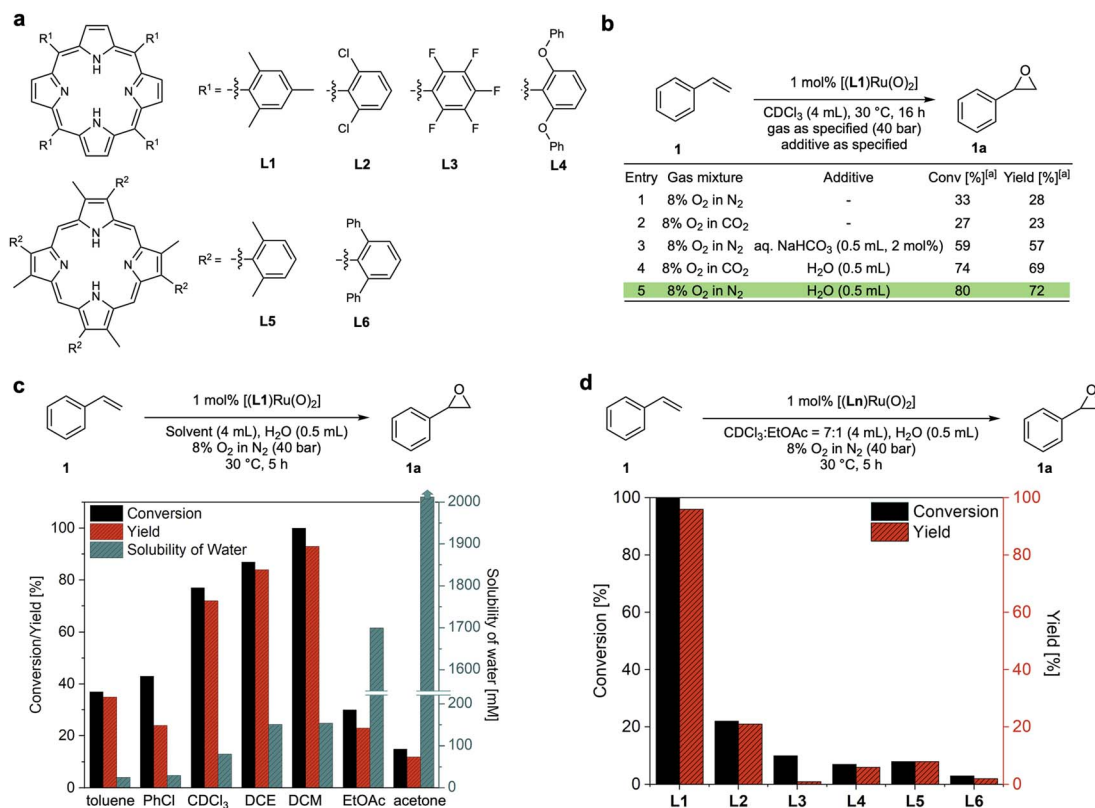 a
R¹ R¹
NH
N N
HN
R¹ R¹
R¹ =
L1
Cl
Cl
L2
F F
F
F F
L3
Ph
O
O
Ph
L4
R²
NH
R² N N
HN R²
R²
R² =
L5
Ph
Ph
L6
b
1
1 mol% [(L1)Ru(O)₂]
CDCl₃ (4 mL), 30 °C, 16 h
gas as specified (40 bar)
additive as specified
O
1a
Entry Gas mixture Additive Conv [%][a] Yield [%][a]
1 8% O₂ in N₂ - 33 28
2 8% O₂ in CO₂ - 27 23
3 8% O₂ in N₂ aq. NaHCO₃ (0.5 mL, 2 mol%) 59 57
4 8% O₂ in CO₂ H₂O (0.5 mL) 74 69
5 8% O₂ in N₂ H₂O (0.5 mL) 80 72
c
1
1 mol% [(L1)Ru(O)₂]
Solvent (4 mL), H₂O (0.5 mL)
8% O₂ in N₂ (40 bar)
30 °C, 5 h
O
1a
Conversion
Yield
Solubility of Water
Conversion/Yield [%]
100
80
60
40
20
0
2000
1900
1800
1700
1600
200
100
0
Solubility of water [mM]
toluene PhCl CDCl₃ DCE DCM EtOAc acetone
d
1
1 mol% [(Ln)Ru(O)₂]
CDCl₃:EtOAc = 7:1 (4 mL), H₂O (0.5 mL)
8% O₂ in N₂ (40 bar)
30 °C, 5 h
O
1a
Conversion
Yield
Conversion [%]
100
80
60
40
20
0
100
80
60
40
20
0
Yield [%]
L1 L2 L3 L4 L5 L6